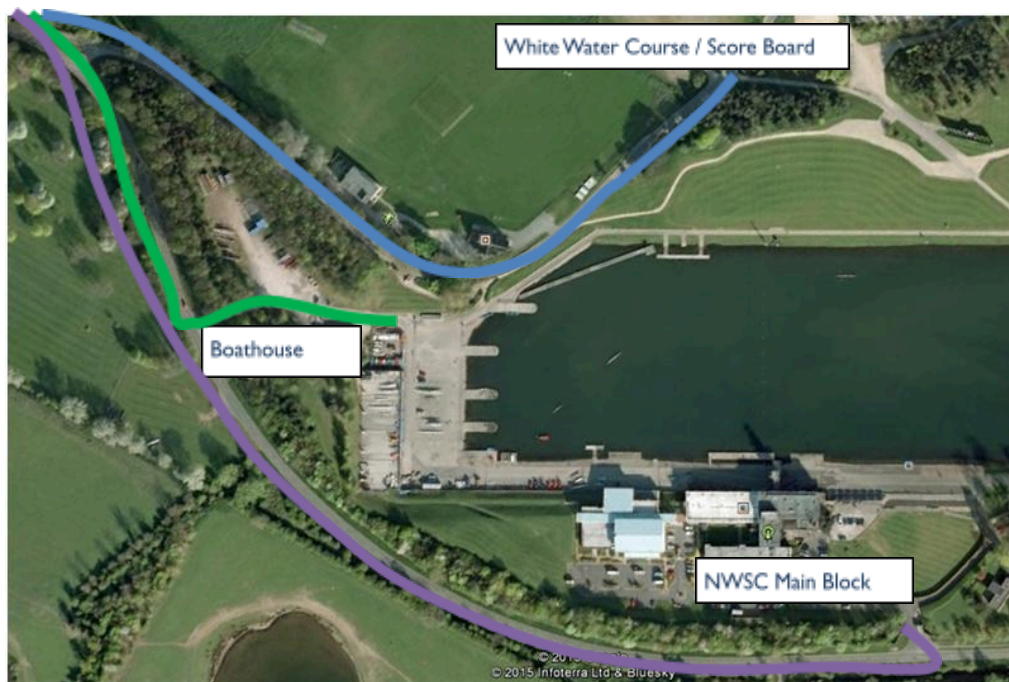 White Water Course / Score Board
Boathouse
NWSC Main Block
© 2015 Infoterra Ltd & Bluesky